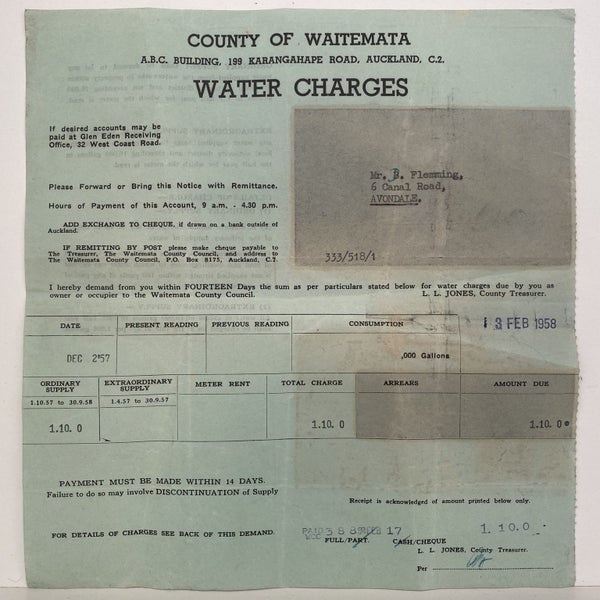 COUNTY OF WAITEMATA
A.B.C. BUILDING, 199 KARANGAHAPE ROAD, AUCKLAND, C.2.
WATER CHARGES
If desired accounts may be
paid at Glen Eden Receiving
Office, 32 West Coast Road.
Mr. B. Flemming,
6 Canal Road,
AVONDALE.
Please Forward or Bring this Notice with Remittance.
Hours of Payment of this Account, 9 a.m. - 4.30 p.m.
ADD EXCHANGE TO CHEQUE, if drawn on a bank outside of
Auckland.
IF REMITTING BY POST please make cheque payable to
The Treasurer, The Waitemata County Council, and address to
The Waitemata County Council, P.O. Box 8175, Auckland, C.2.
333/518/1
I hereby demand from you within FOURTEEN Days the sum as per particulars stated below for water charges due by you as
owner or occupier to the Waitemata County Council.
L. L. JONES, County Treasurer.
13 FEB 1958
DATE PRESENT READING PREVIOUS READING CONSUMPTION
DEC 2'57 ,000 Gallons
ORDINARY SUPPLY EXTRAORDINARY SUPPLY METER RENT TOTAL CHARGE ARREARS AMOUNT DUE
1.10.57 to 30.9.58 1.4.57 to 30.9.57
1.10. 0 1.10. 0 1.10. 0
PAYMENT MUST BE MADE WITHIN 14 DAYS.
Failure to do so may involve DISCONTINUATION of Supply
Receipt is acknowledged of amount printed below only.
FOR DETAILS OF CHARGES SEE BACK OF THIS DEMAND.
PAID 17 1.10.0
WCC
FULL/PART. CASH/CHEQUE
L. L. JONES, County Treasurer.
Per